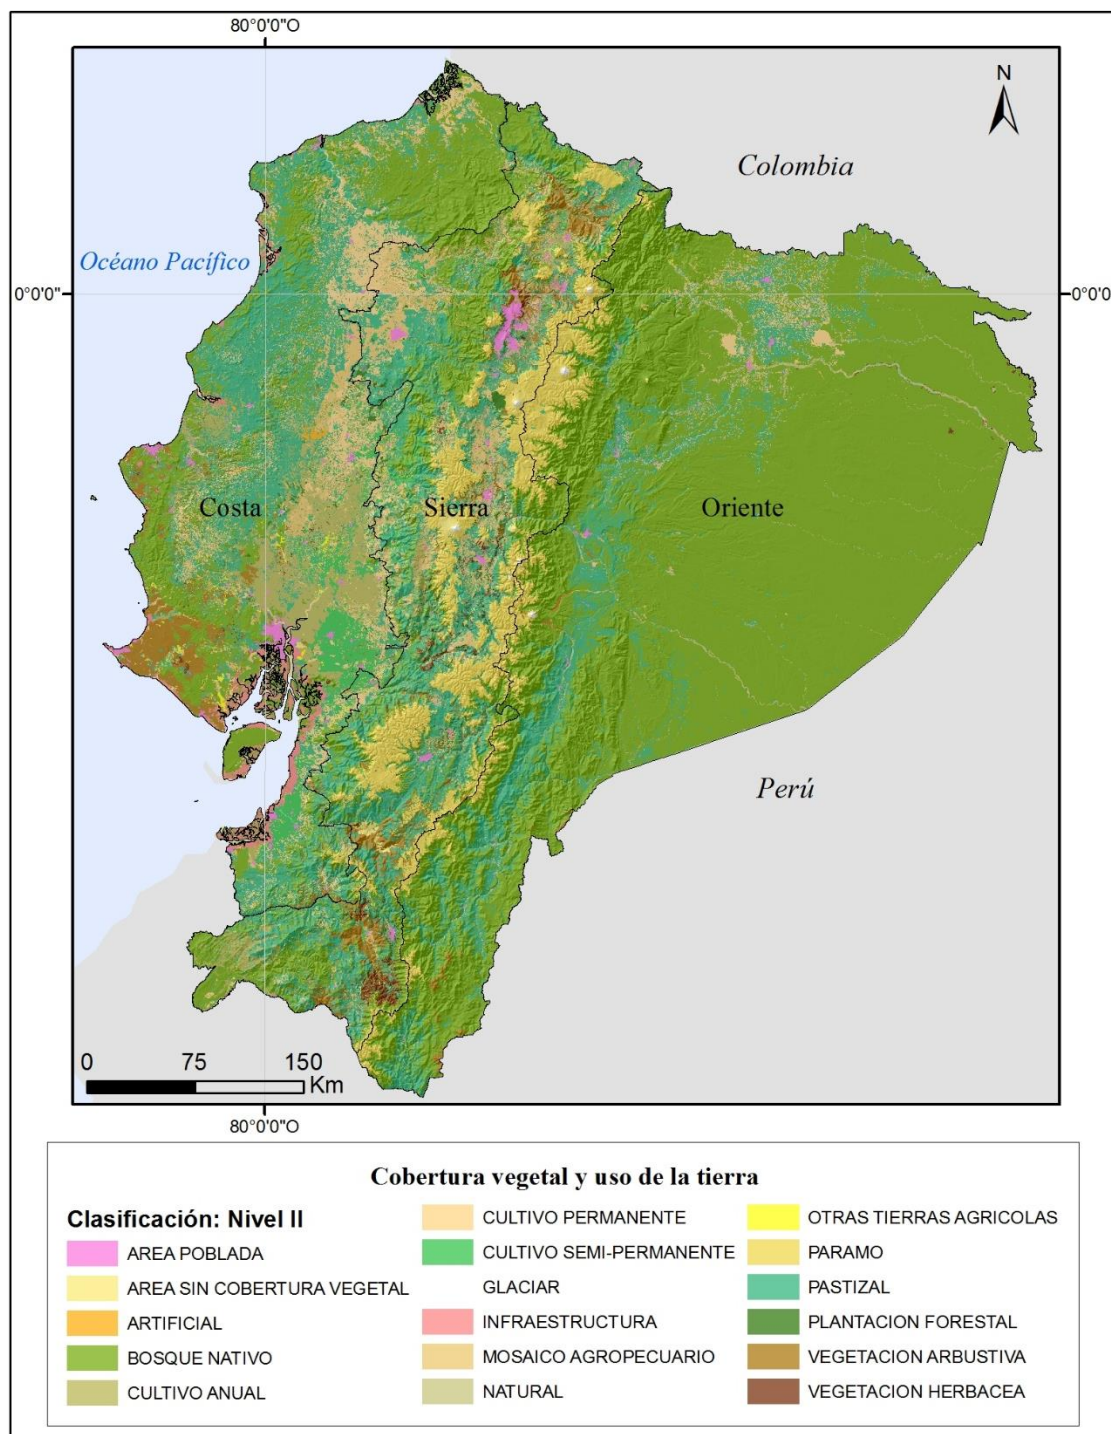 80°0'0"O
N
Colombia
Océano Pacífico
0°0'0"
0°0'0
Costa
Sierra
Oriente
Perú
0 75 150
Km
80°0'0"O
Cobertura vegetal y uso de la tierra
Clasificación: Nivel II
AREA POBLADA
AREA SIN COBERTURA VEGETAL
ARTIFICIAL
BOSQUE NATIVO
CULTIVO ANUAL
CULTIVO PERMANENTE
CULTIVO SEMI-PERMANENTE
GLACIAR
INFRAESTRUCTURA
MOSAICO AGROPECUARIO
NATURAL
OTRAS TIERRAS AGRICOLAS
PARAMO
PASTIZAL
PLANTACION FORESTAL
VEGETACION ARBUSTIVA
VEGETACION HERBACEA